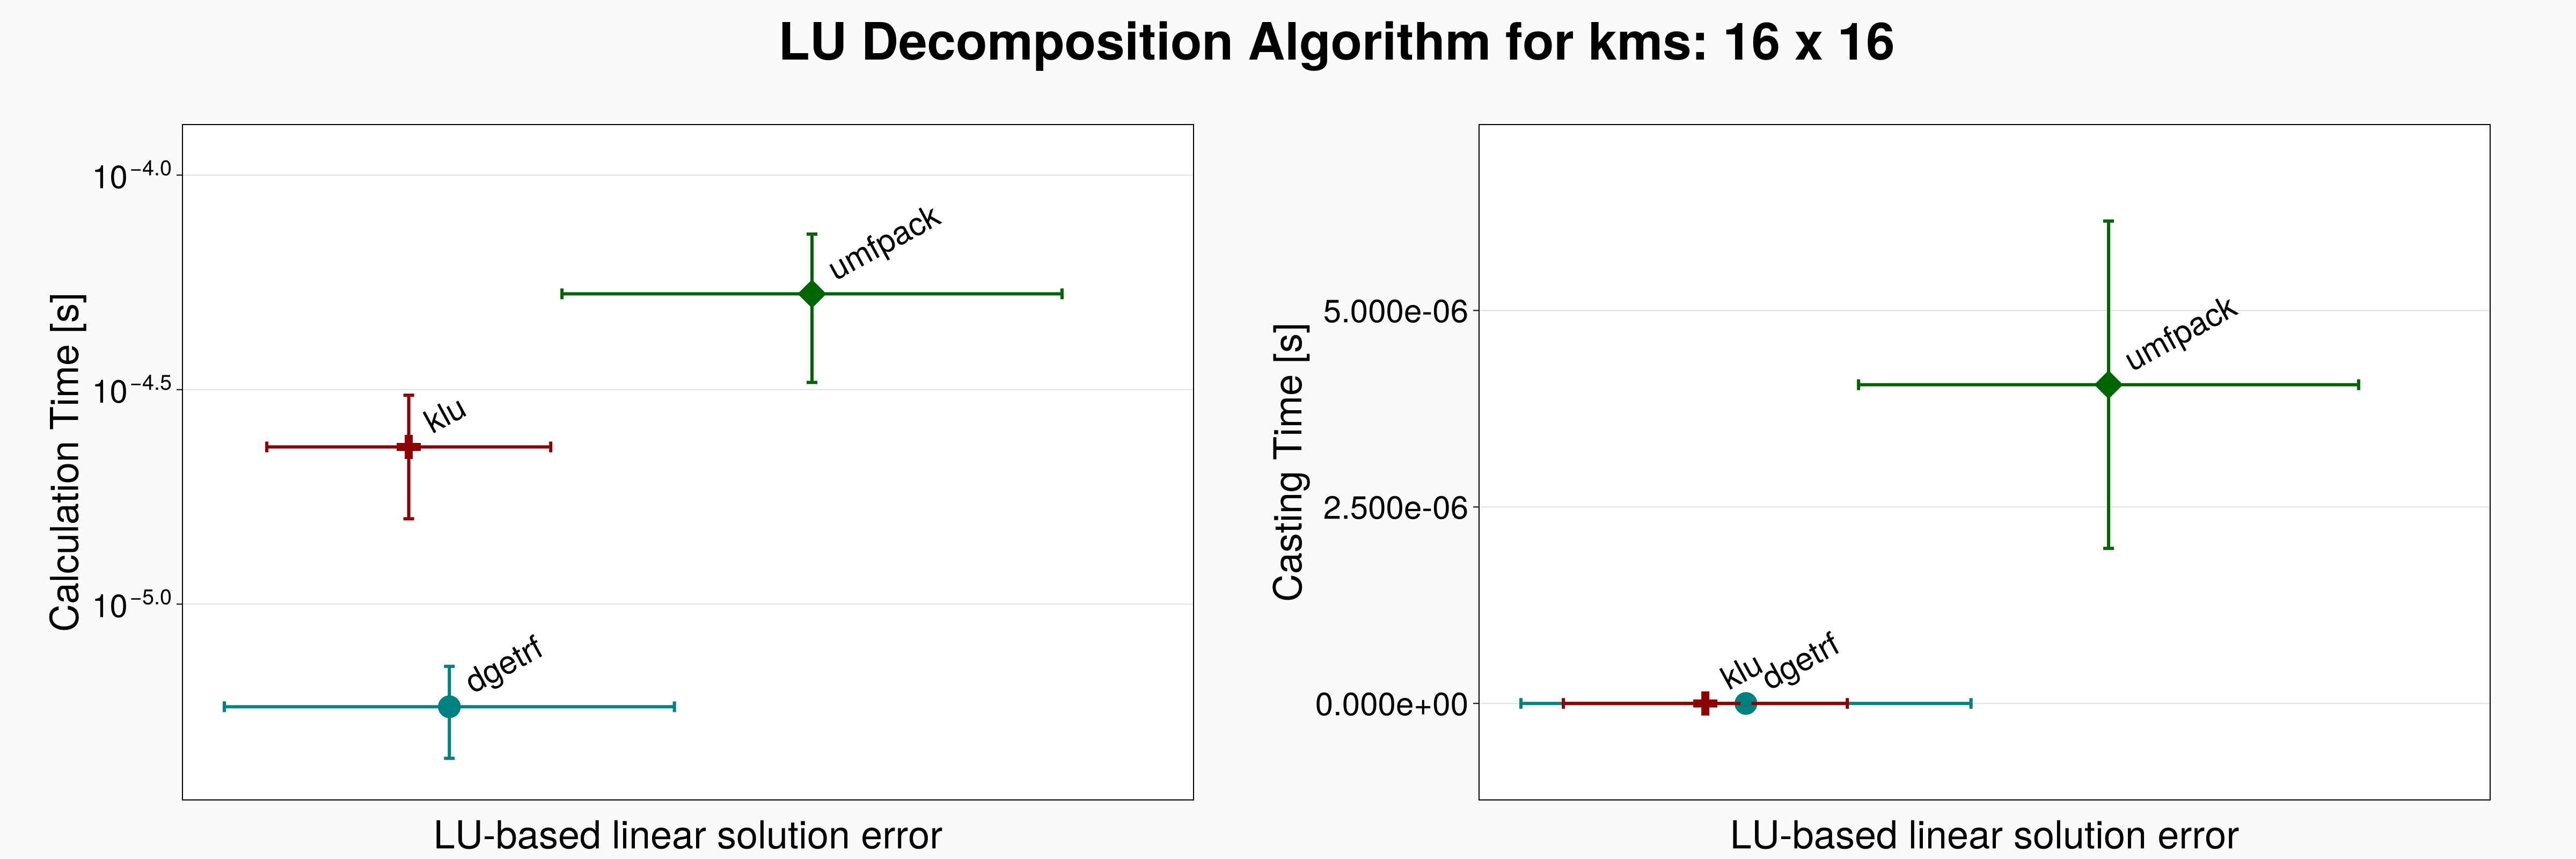 LU Decomposition Algorithm for kms: 16 x 16
Calculation Time [s]
10^−4.0
10^−4.5
10^−5.0
umfpack
klu
dgetrf
LU-based linear solution error
Casting Time [s]
5.000e-06
2.500e-06
0.000e+00
umfpack
klu
dgetrf
LU-based linear solution error